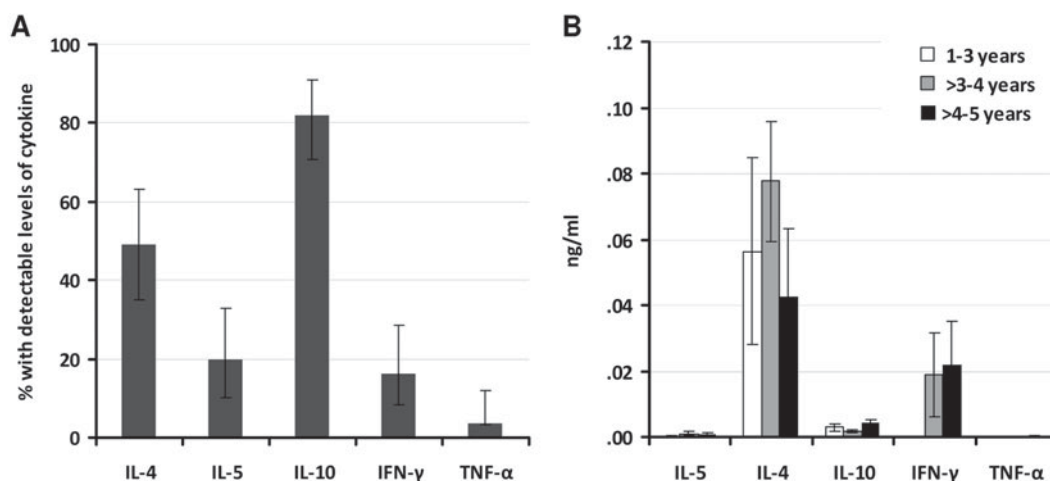 A
% with detectable levels of cytokine
100
80
60
40
20
0
IL-4 IL-5 IL-10 IFN-γ TNF-α
B
ng/ml
.12
.10
.08
.06
.04
.02
.00
1-3 years
>3-4 years
>4-5 years
IL-5 IL-4 IL-10 IFN-γ TNF-α